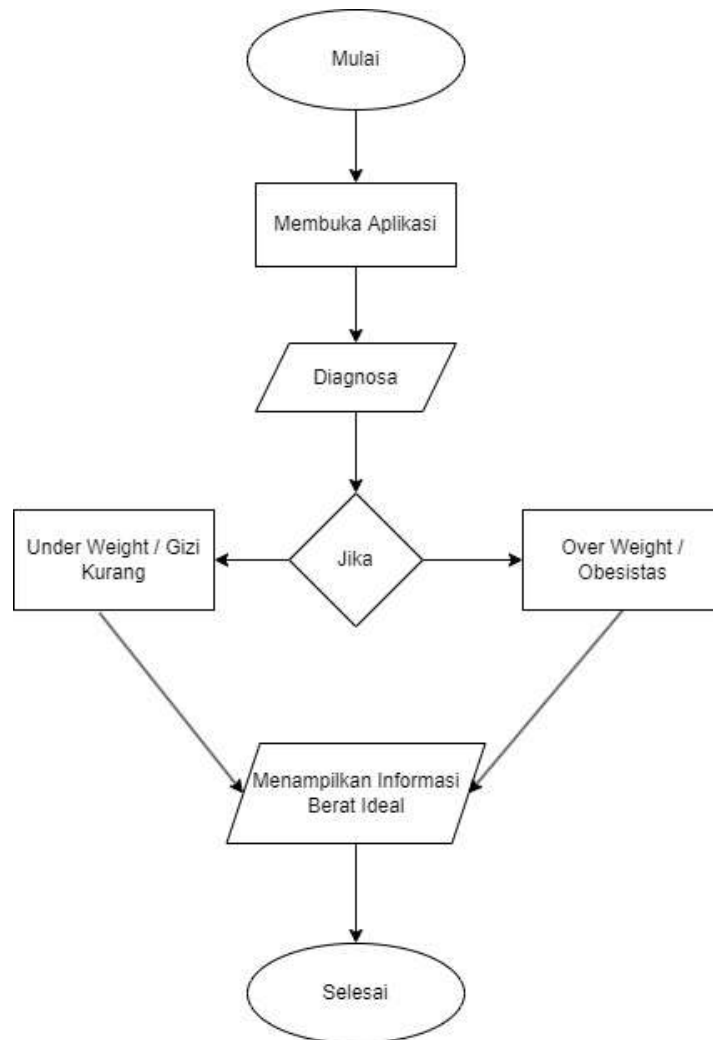 Mulai
Membuka Aplikasi
Diagnosa
Under Weight / Gizi
Kurang
Jika
Over Weight /
Obesistas
Menampilkan Informasi
Berat Ideal
Selesai